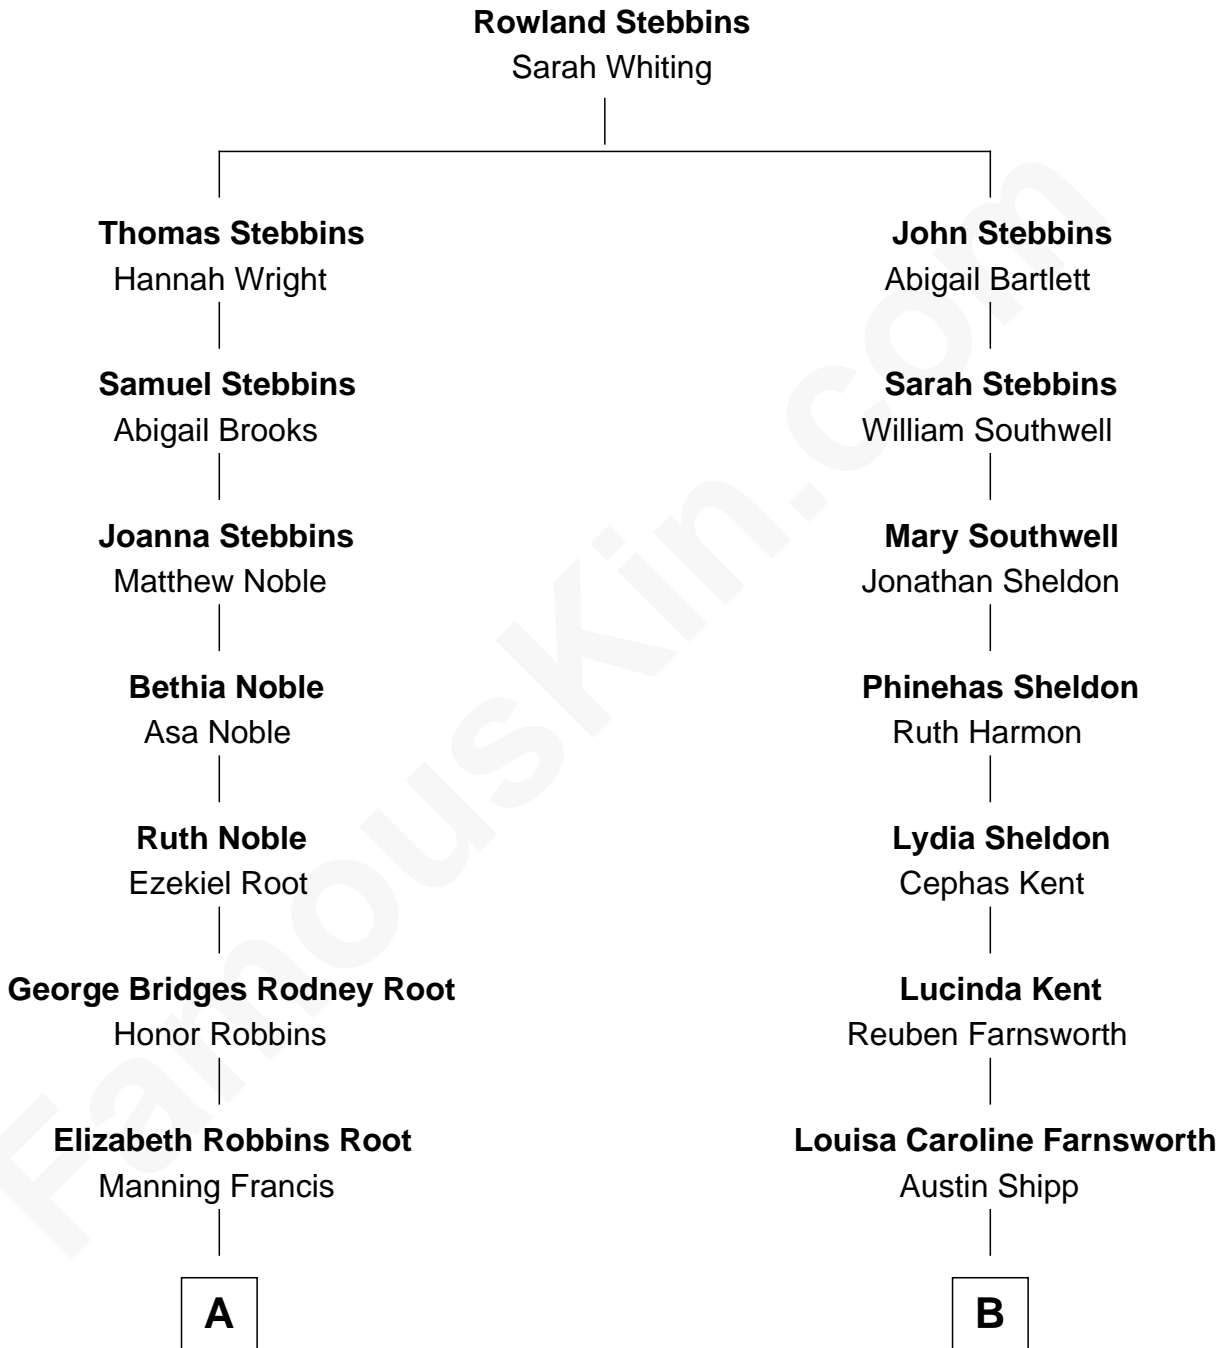 Rowland Stebbins
Sarah Whiting
Thomas Stebbins
Hannah Wright
John Stebbins
Abigail Bartlett
Samuel Stebbins
Abigail Brooks
Sarah Stebbins
William Southwell
Joanna Stebbins
Matthew Noble
Mary Southwell
Jonathan Sheldon
Bethia Noble
Asa Noble
Phinehas Sheldon
Ruth Harmon
Ruth Noble
Ezekiel Root
Lydia Sheldon
Cephas Kent
George Bridges Rodney Root
Honor Robbins
Lucinda Kent
Reuben Farnsworth
Elizabeth Robbins Root
Manning Francis
Louisa Caroline Farnsworth
Austin Shipp
A
B
FamousKin.com